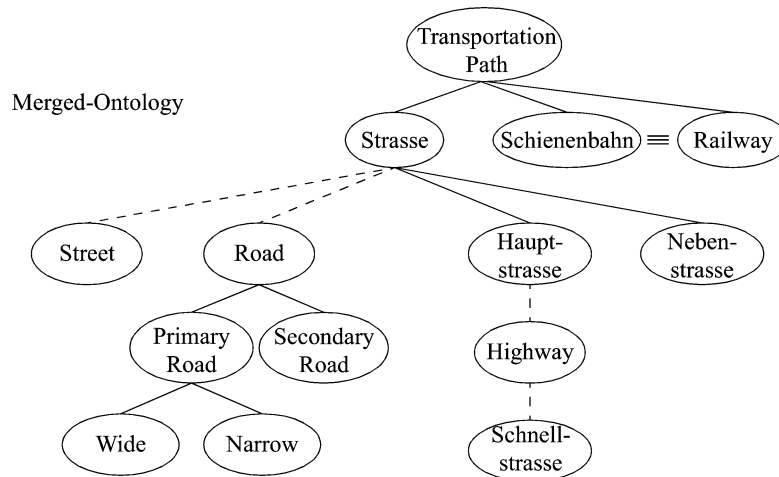 Transportation
Path
Merged-Ontology
Strasse
Schienenbahn
≡
Railway
Street
Road
Haupt-
strasse
Neben-
strasse
Primary
Road
Secondary
Road
Highway
Wide
Narrow
Schnell-
strasse